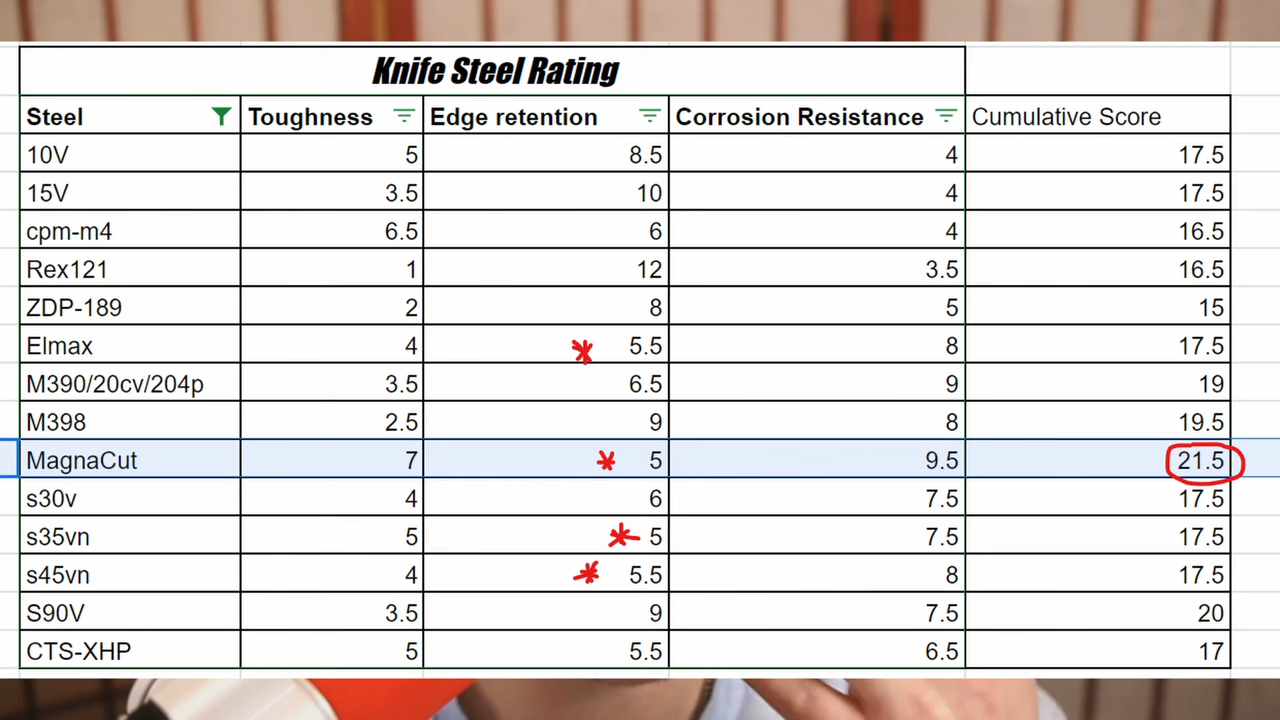 Knife Steel Rating
Steel Toughness Edge retention Corrosion Resistance Cumulative Score
10V 5 8.5 4 17.5
15V 3.5 10 4 17.5
cpm-m4 6.5 6 4 16.5
Rex121 1 12 3.5 16.5
ZDP-189 2 8 5 15
Elmax 4 5.5 8 17.5
M390/20cv/204p 3.5 6.5 9 19
M398 2.5 9 8 19.5
MagnaCut 7 5 9.5 21.5
s30v 4 6 7.5 17.5
s35vn 5 5 7.5 17.5
s45vn 4 5.5 8 17.5
S90V 3.5 9 7.5 20
CTS-XHP 5 5.5 6.5 17